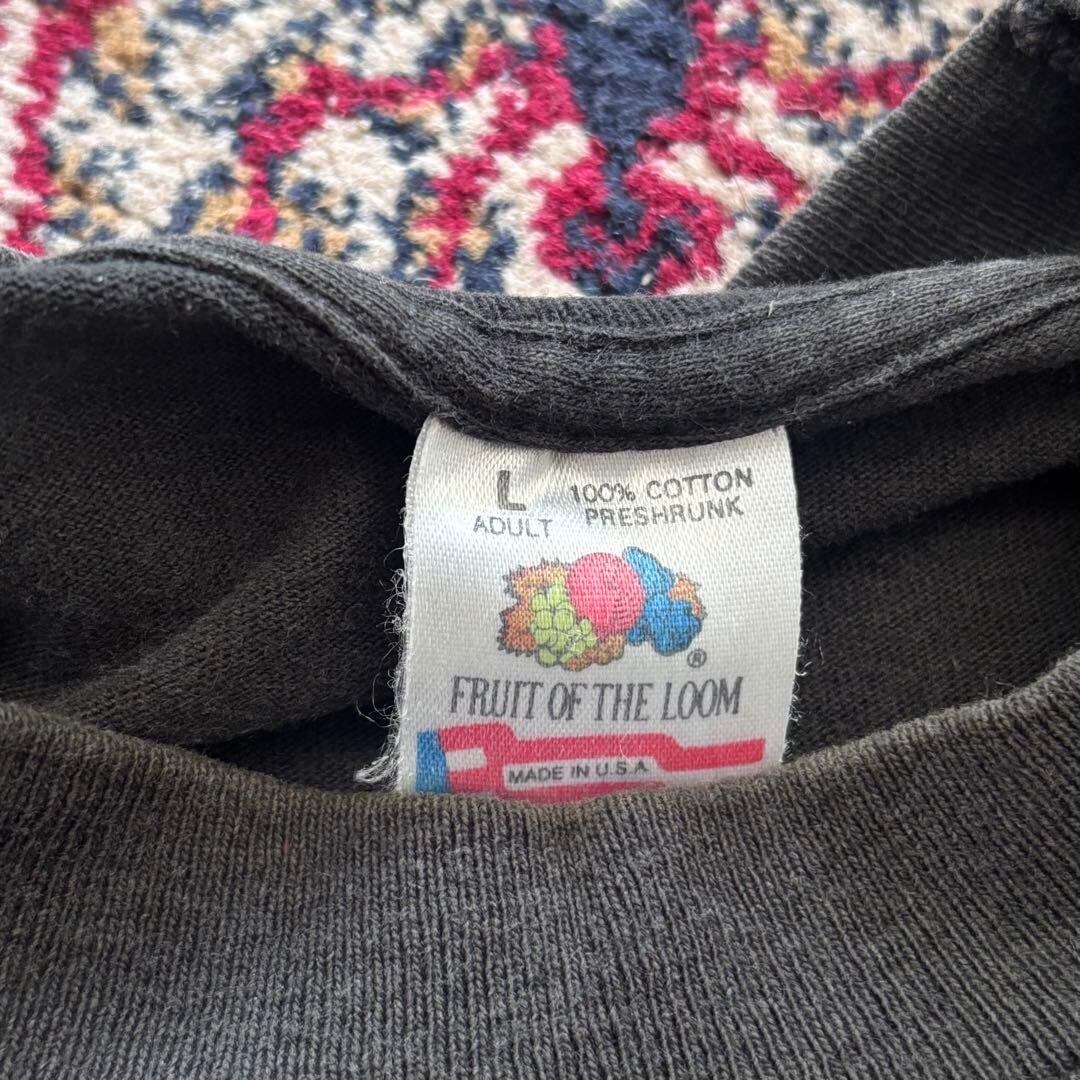 L 100% COTTON
ADULT PRESHRUNK
®
FRUIT OF THE LOOM
MADE IN U.S.A.